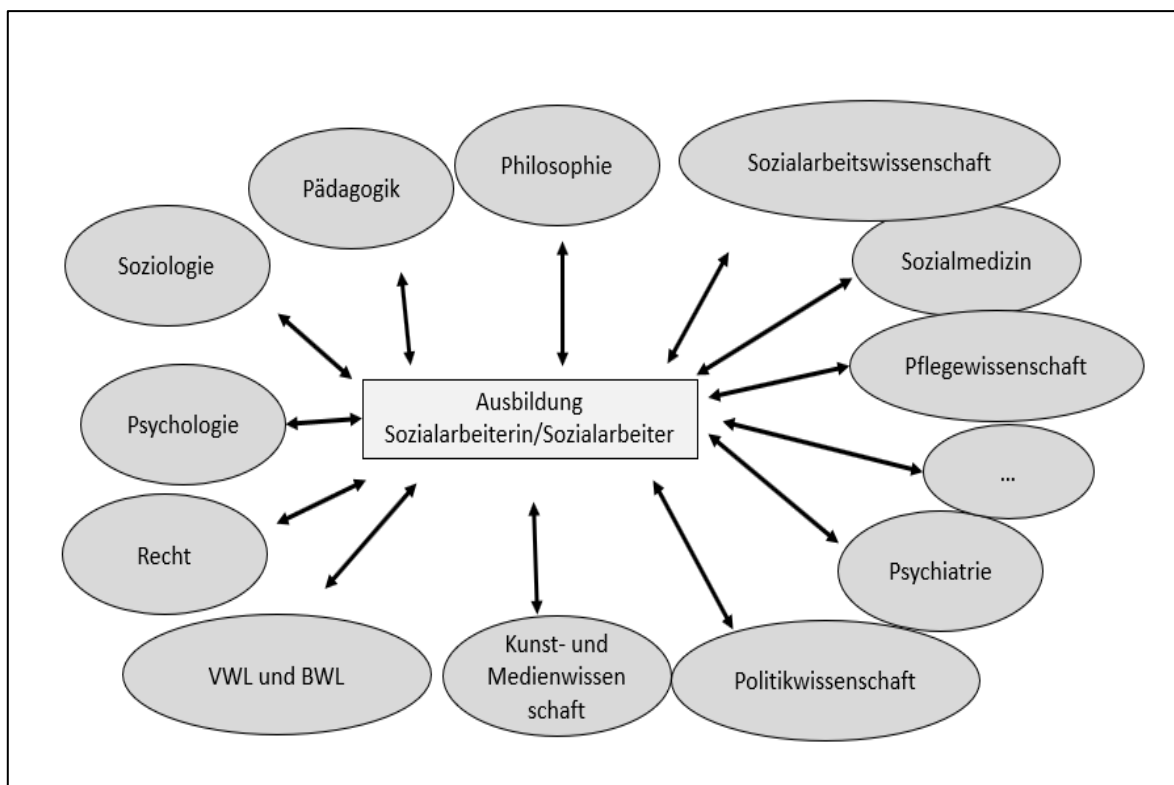 Philosophie
Sozialarbeitswissenschaft
Pädagogik
Soziologie
Sozialmedizin
Pflegewissenschaft
Ausbildung
Sozialarbeiterin/Sozialarbeiter
Psychologie
...
Recht
Psychiatrie
VWL und BWL
Kunst- und
Medienwissen
schaft
Politikwissenschaft